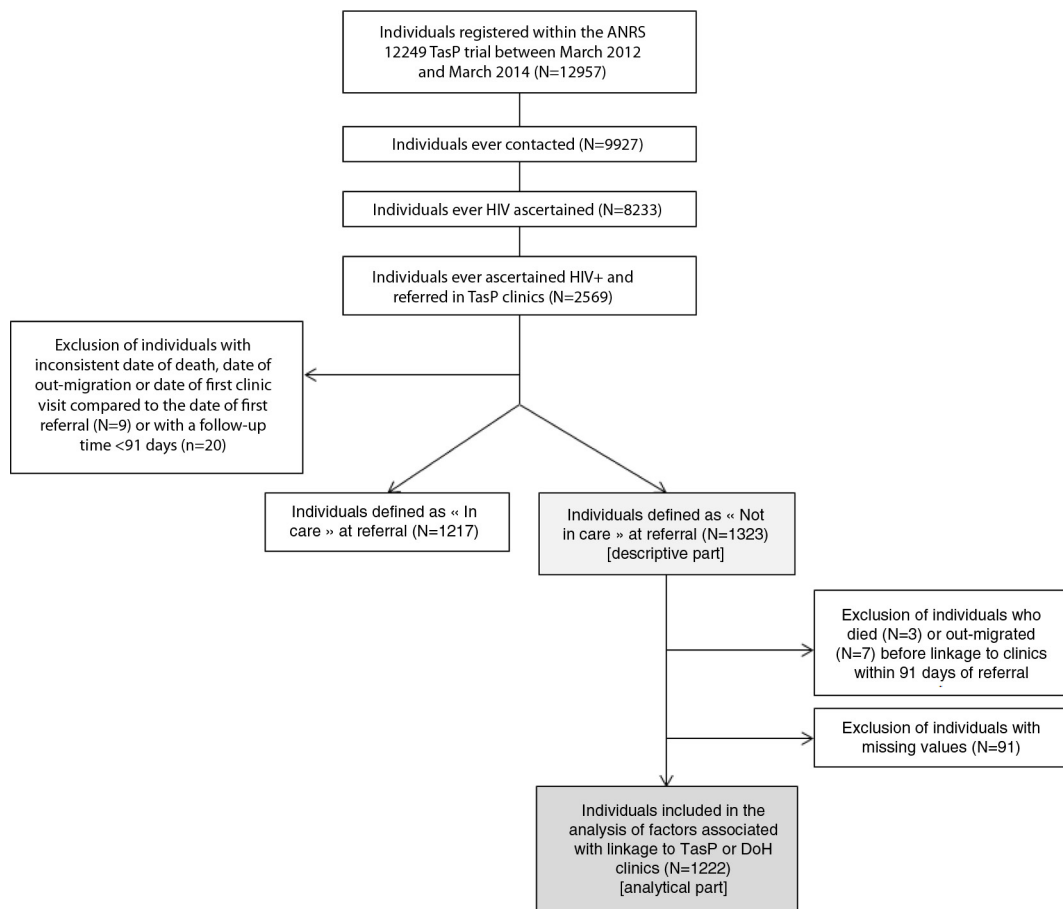 Individuals registered within the ANRS
12249 TasP trial between March 2012
and March 2014 (N=12957)
Individuals ever contacted (N=9927)
Individuals ever HIV ascertained (N=8233)
Individuals ever ascertained HIV+ and
referred in TasP clinics (N=2569)
Exclusion of individuals with
inconsistent date of death, date of
out-migration or date of first clinic
visit compared to the date of first
referral (N=9) or with a follow-up
time <91 days (n=20)
Individuals defined as « In
care » at referral (N=1217)
Individuals defined as « Not
in care » at referral (N=1323)
[descriptive part]
Exclusion of individuals who
died (N=3) or out-migrated
(N=7) before linkage to clinics
within 91 days of referral
Exclusion of individuals with
missing values (N=91)
Individuals included in the
analysis of factors associated
with linkage to TasP or DoH
clinics (N=1222)
[analytical part]